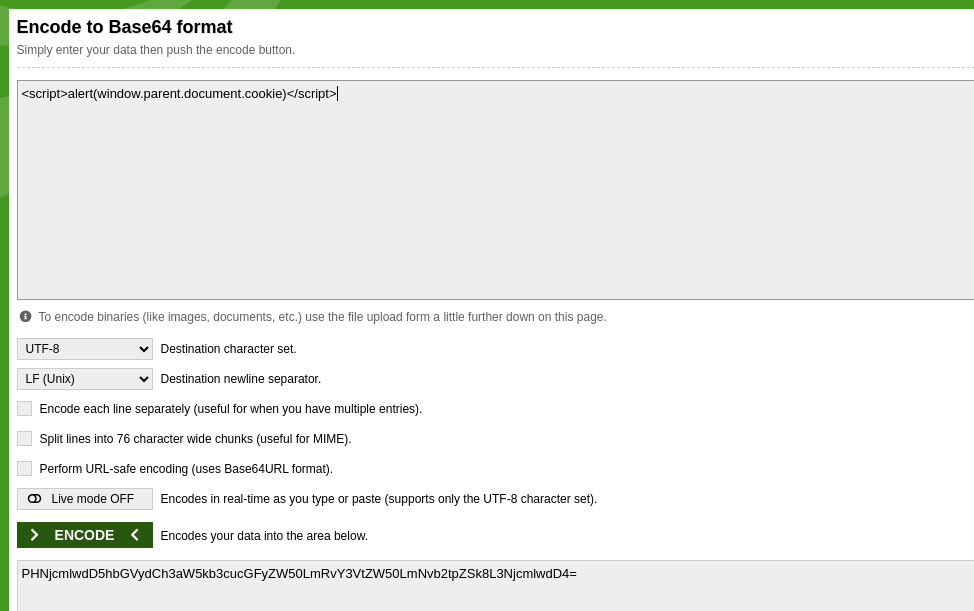 Encode to Base64 format
Simply enter your data then push the encode button.
<script>alert(window.parent.document.cookie)</script>
To encode binaries (like images, documents, etc.) use the file upload form a little further down on this page.
UTF-8 Destination character set.
LF (Unix) Destination newline separator.
Encode each line separately (useful for when you have multiple entries).
Split lines into 76 character wide chunks (useful for MIME).
Perform URL-safe encoding (uses Base64URL format).
Live mode OFF Encodes in real-time as you type or paste (supports only the UTF-8 character set).
ENCODE Encodes your data into the area below.
PHNjcmlwdD5hbGVydCh3aW5kb3cucGFyZW50LmRvY3VtZW50LmNvb2tpZSk8L3NjcmlwdD4=